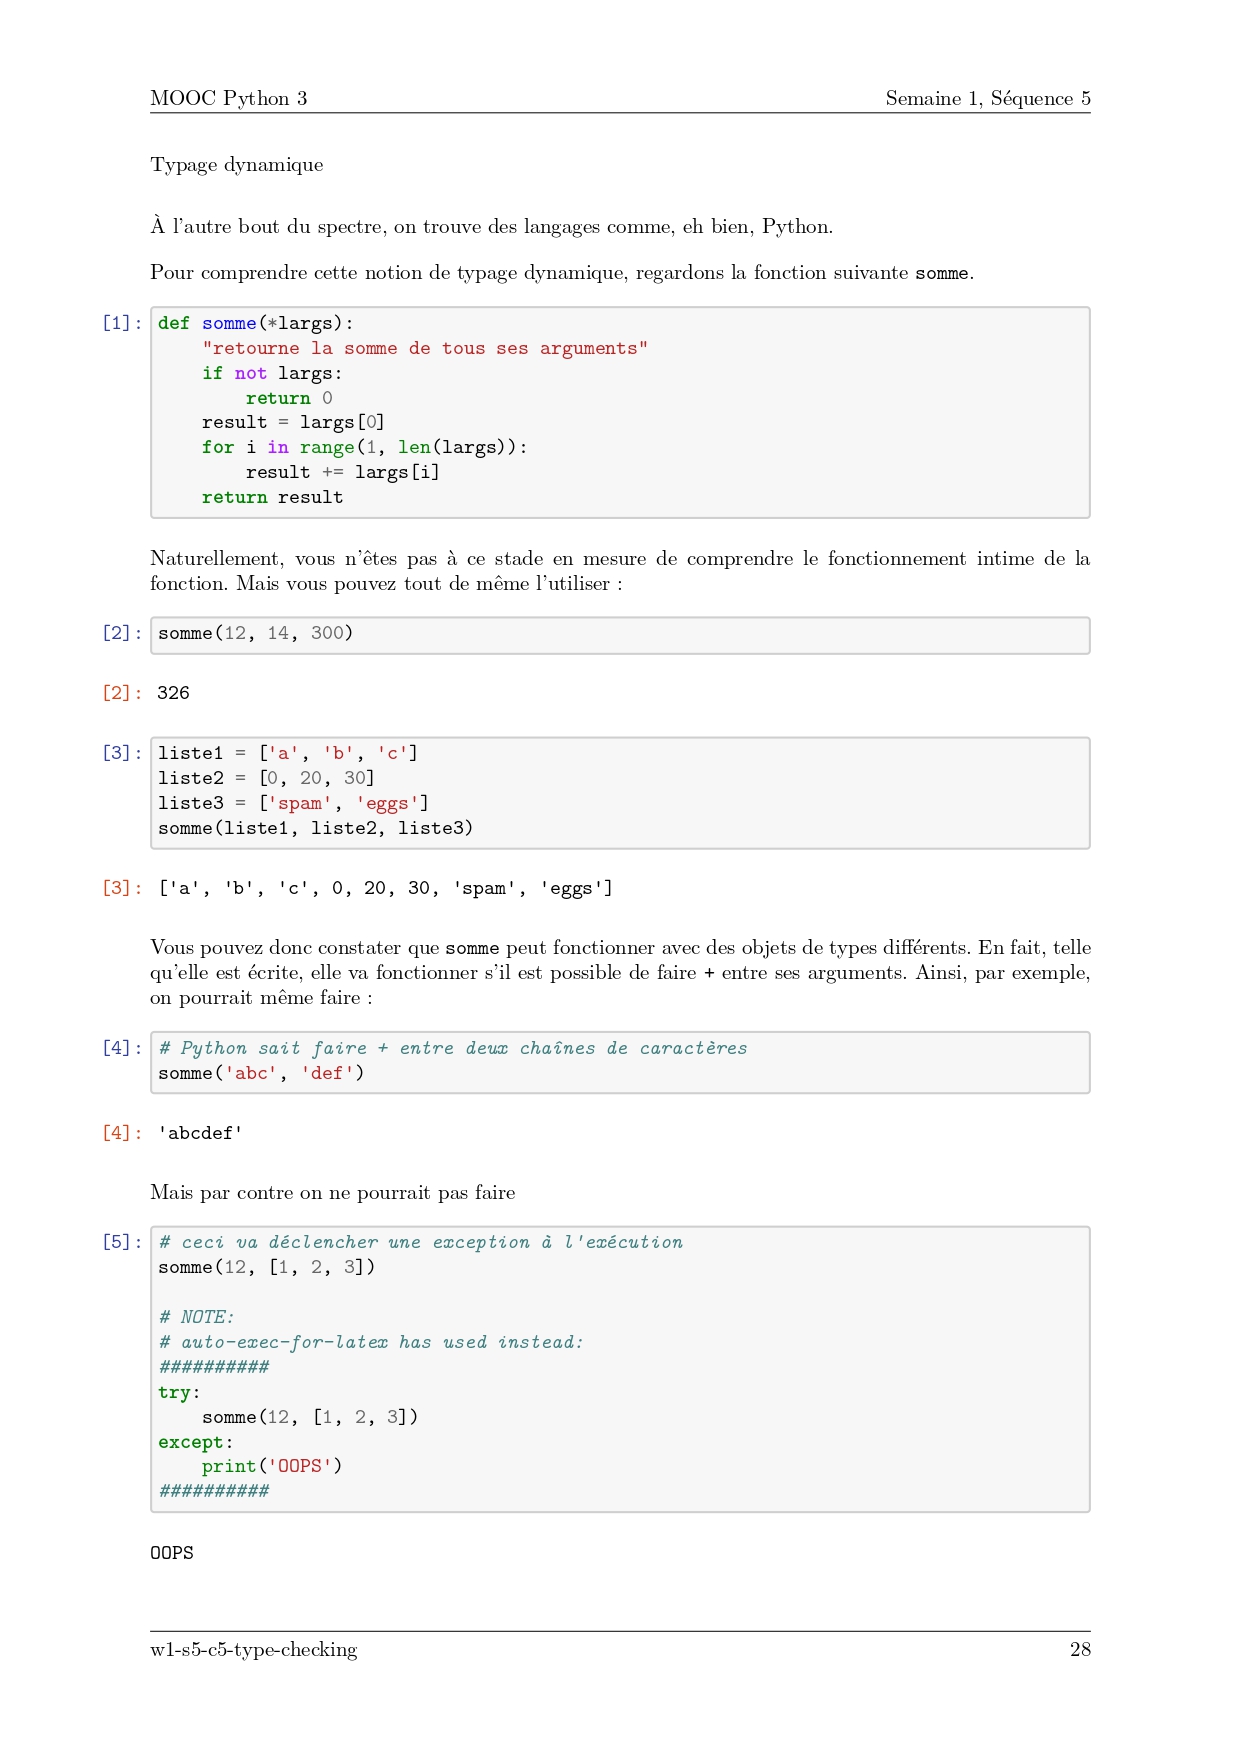 MOOC Python 3 Semaine 1, Séquence 5
Typage dynamique
À l'autre bout du spectre, on trouve des langages comme, eh bien, Python.
Pour comprendre cette notion de typage dynamique, regardons la fonction suivante somme.
[1]: def somme(*largs):
    "retourne la somme de tous ses arguments"
    if not largs:
        return 0
    result = largs[0]
    for i in range(1, len(largs)):
        result += largs[i]
    return result
Naturellement, vous n'êtes pas à ce stade en mesure de comprendre le fonctionnement intime de la
fonction. Mais vous pouvez tout de même l'utiliser :
[2]: somme(12, 14, 300)
[2]: 326
[3]: liste1 = ['a', 'b', 'c']
liste2 = [0, 20, 30]
liste3 = ['spam', 'eggs']
somme(liste1, liste2, liste3)
[3]: ['a', 'b', 'c', 0, 20, 30, 'spam', 'eggs']
Vous pouvez donc constater que somme peut fonctionner avec des objets de types différents. En fait, telle
qu'elle est écrite, elle va fonctionner s'il est possible de faire + entre ses arguments. Ainsi, par exemple,
on pourrait même faire :
[4]: # Python sait faire + entre deux chaînes de caractères
somme('abc', 'def')
[4]: 'abcdef'
Mais par contre on ne pourrait pas faire
[5]: # ceci va déclencher une exception à l'exécution
somme(12, [1, 2, 3])
# NOTE:
# auto-exec-for-latex has used instead:
##########
try:
    somme(12, [1, 2, 3])
except:
    print('OOPS')
##########
OOPS
w1-s5-c5-type-checking 28